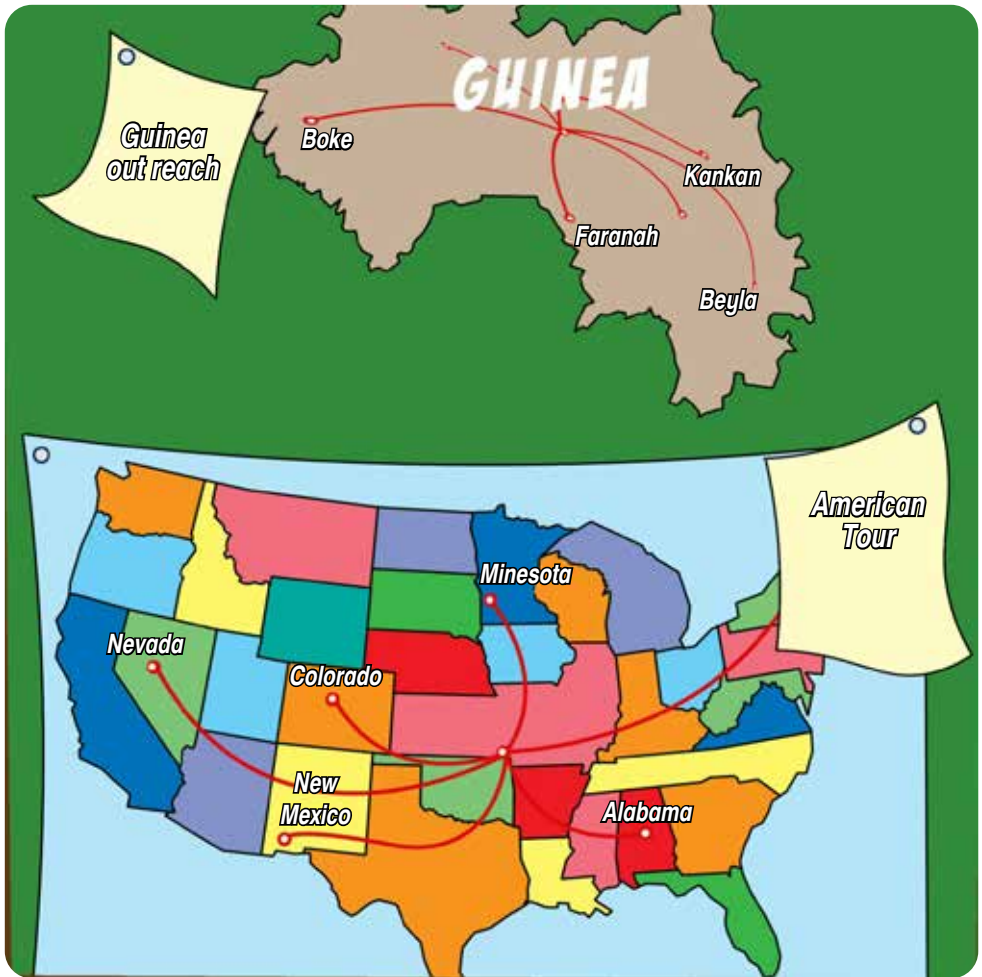 GUINEA
Guinea
out reach
Boke
Kankan
Faranah
Beyla
American
Tour
Minesota
Nevada
Colorado
New
Mexico
Alabama